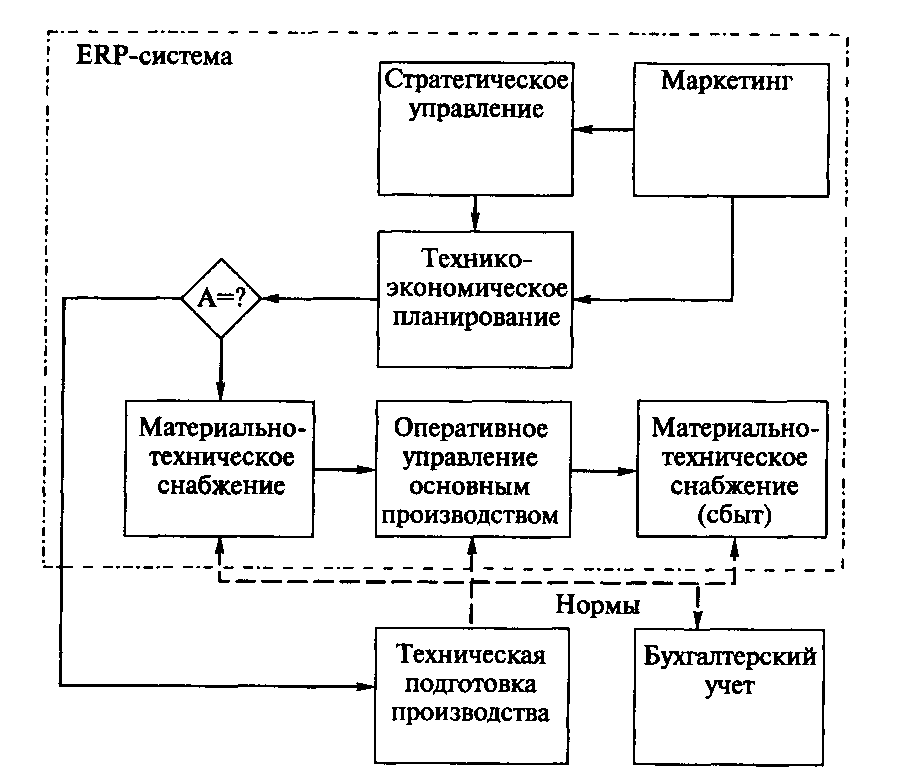 ERP-система
Стратегическое
управление
Маркетинг
Технико-
экономическое
планирование
A=?
Материально-
техническое
снабжение
Оперативное
управление
основным
производством
Материально-
техническое
снабжение
(сбыт)
Нормы
Техническая
подготовка
производства
Бухгалтерский
учет